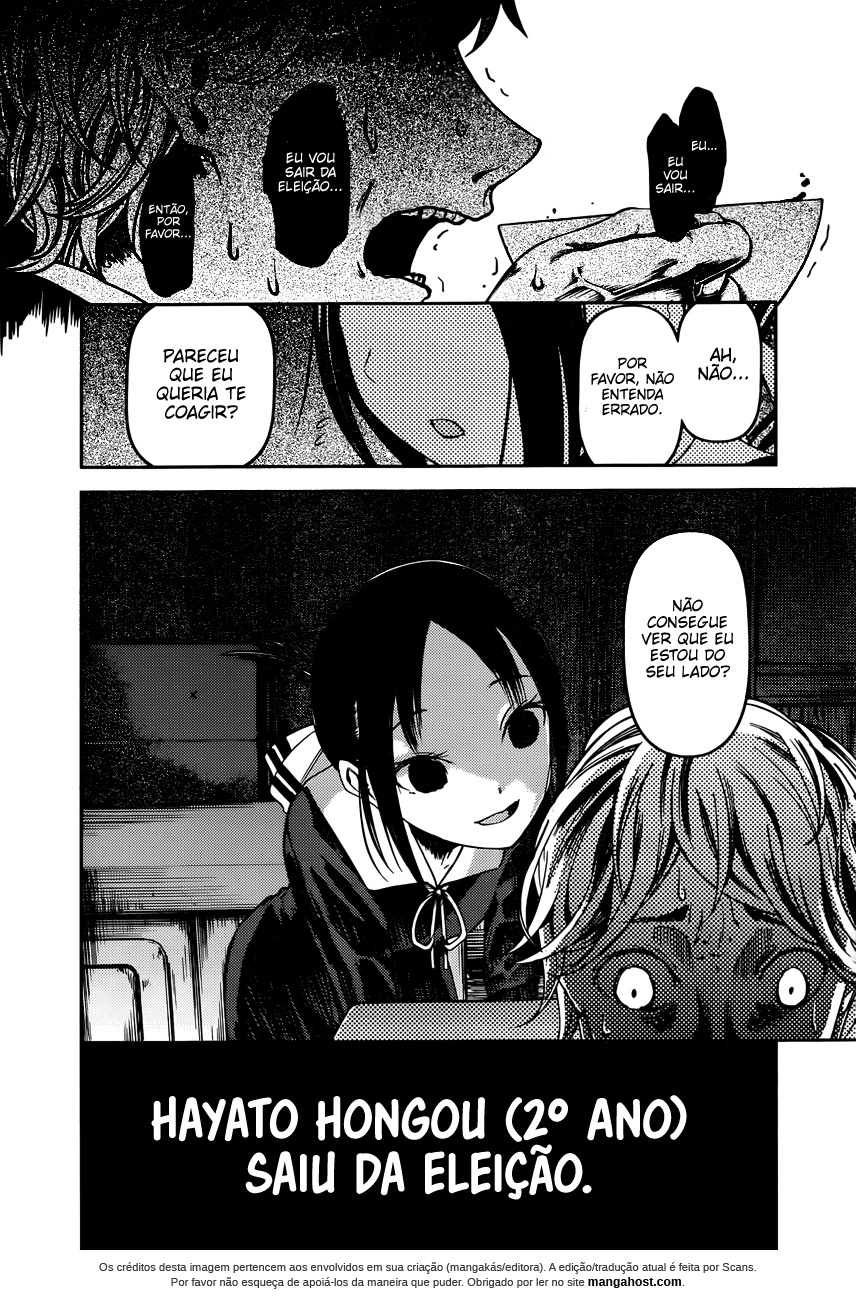 EU...
EU
VOU
SAIR...
EU VOU
SAIR DA
ELEIÇÃO...
ENTÃO,
POR
FAVOR...
AH,
NÃO...
POR
FAVOR, NÃO
ENTENDA
ERRADO.
PARECEU
QUE EU
QUERIA TE
COAGIR?
NÃO
CONSEGUE
VER QUE EU
ESTOU DO
SEU LADO?
HAYATO HONGOU (2º ANO)
SAIU DA ELEIÇÃO.
Os créditos desta imagem pertencem aos envolvidos em sua criação (mangakás/editora). A edição/tradução atual é feita por Scans.
Por favor não esqueça de apoiá-los da maneira que puder. Obrigado por ler no site mangahost.com.